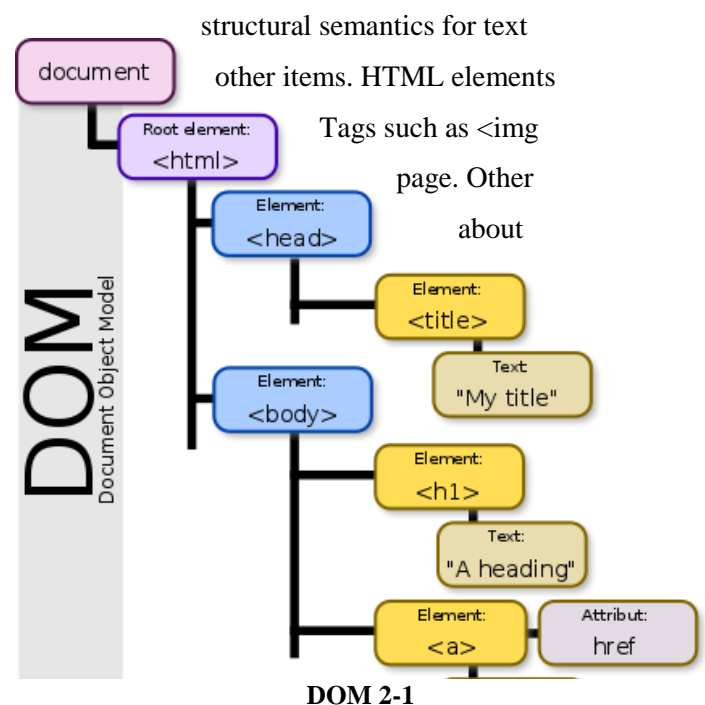 structural semantics for text
other items. HTML elements
Tags such as <img
page. Other
about
document
Root element:
<html>
Element:
<head>
Element:
<title>
Text
"My title"
Element:
<body>
Element:
<h1>
Text:
"A heading"
Element:
<a>
Attribut:
href
DOM
Document Object Model
DOM 2-1